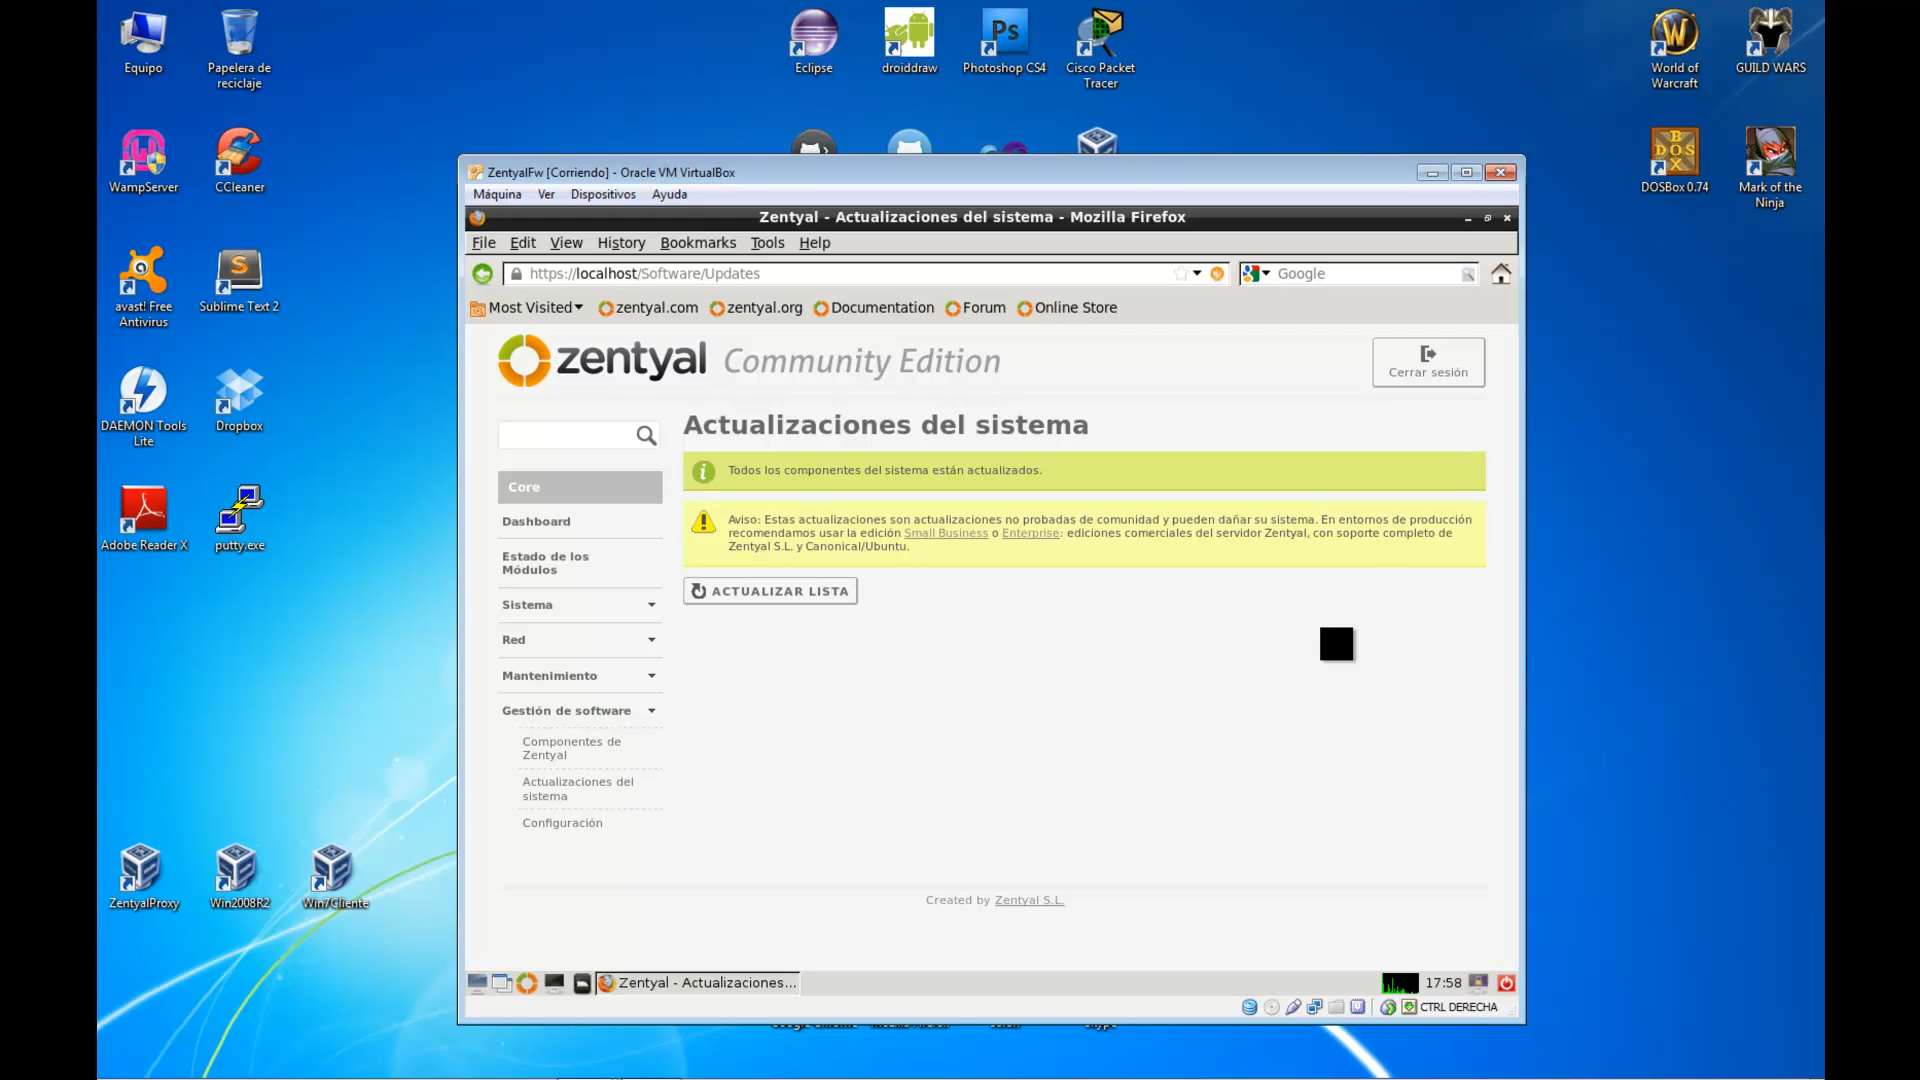 Equipo
Papelera de
reciclaje
Eclipse
droiddraw
Photoshop CS4
Cisco Packet
Tracer
World of
Warcraft
GUILD WARS
WampServer
CCleaner
DOSBox 0.74
Mark of the
Ninja
avast! Free
Antivirus
Sublime Text 2
DAEMON Tools
Lite
Dropbox
Adobe Reader X
putty.exe
ZentyalProxy
Win2008R2
Win7Cliente
ZentyalFw [Corriendo] - Oracle VM VirtualBox
Máquina Ver Dispositivos Ayuda
Zentyal - Actualizaciones del sistema - Mozilla Firefox
File Edit View History Bookmarks Tools Help
https://localhost/Software/Updates
Google
Most Visited zentyal.com zentyal.org Documentation Forum Online Store
zentyal Community Edition
Cerrar sesión
Core
Dashboard
Estado de los
Módulos
Sistema
Red
Mantenimiento
Gestión de software
Componentes de
Zentyal
Actualizaciones del
sistema
Configuración
Actualizaciones del sistema
Todos los componentes del sistema están actualizados.
Aviso: Estas actualizaciones son actualizaciones no probadas de comunidad y pueden dañar su sistema. En entornos de producción
recomendamos usar la edición Small Business o Enterprise: ediciones comerciales del servidor Zentyal, con soporte completo de
Zentyal S.L. y Canonical/Ubuntu.
ACTUALIZAR LISTA
Created by Zentyal S.L.
Zentyal - Actualizaciones...
17:58
CTRL DERECHA